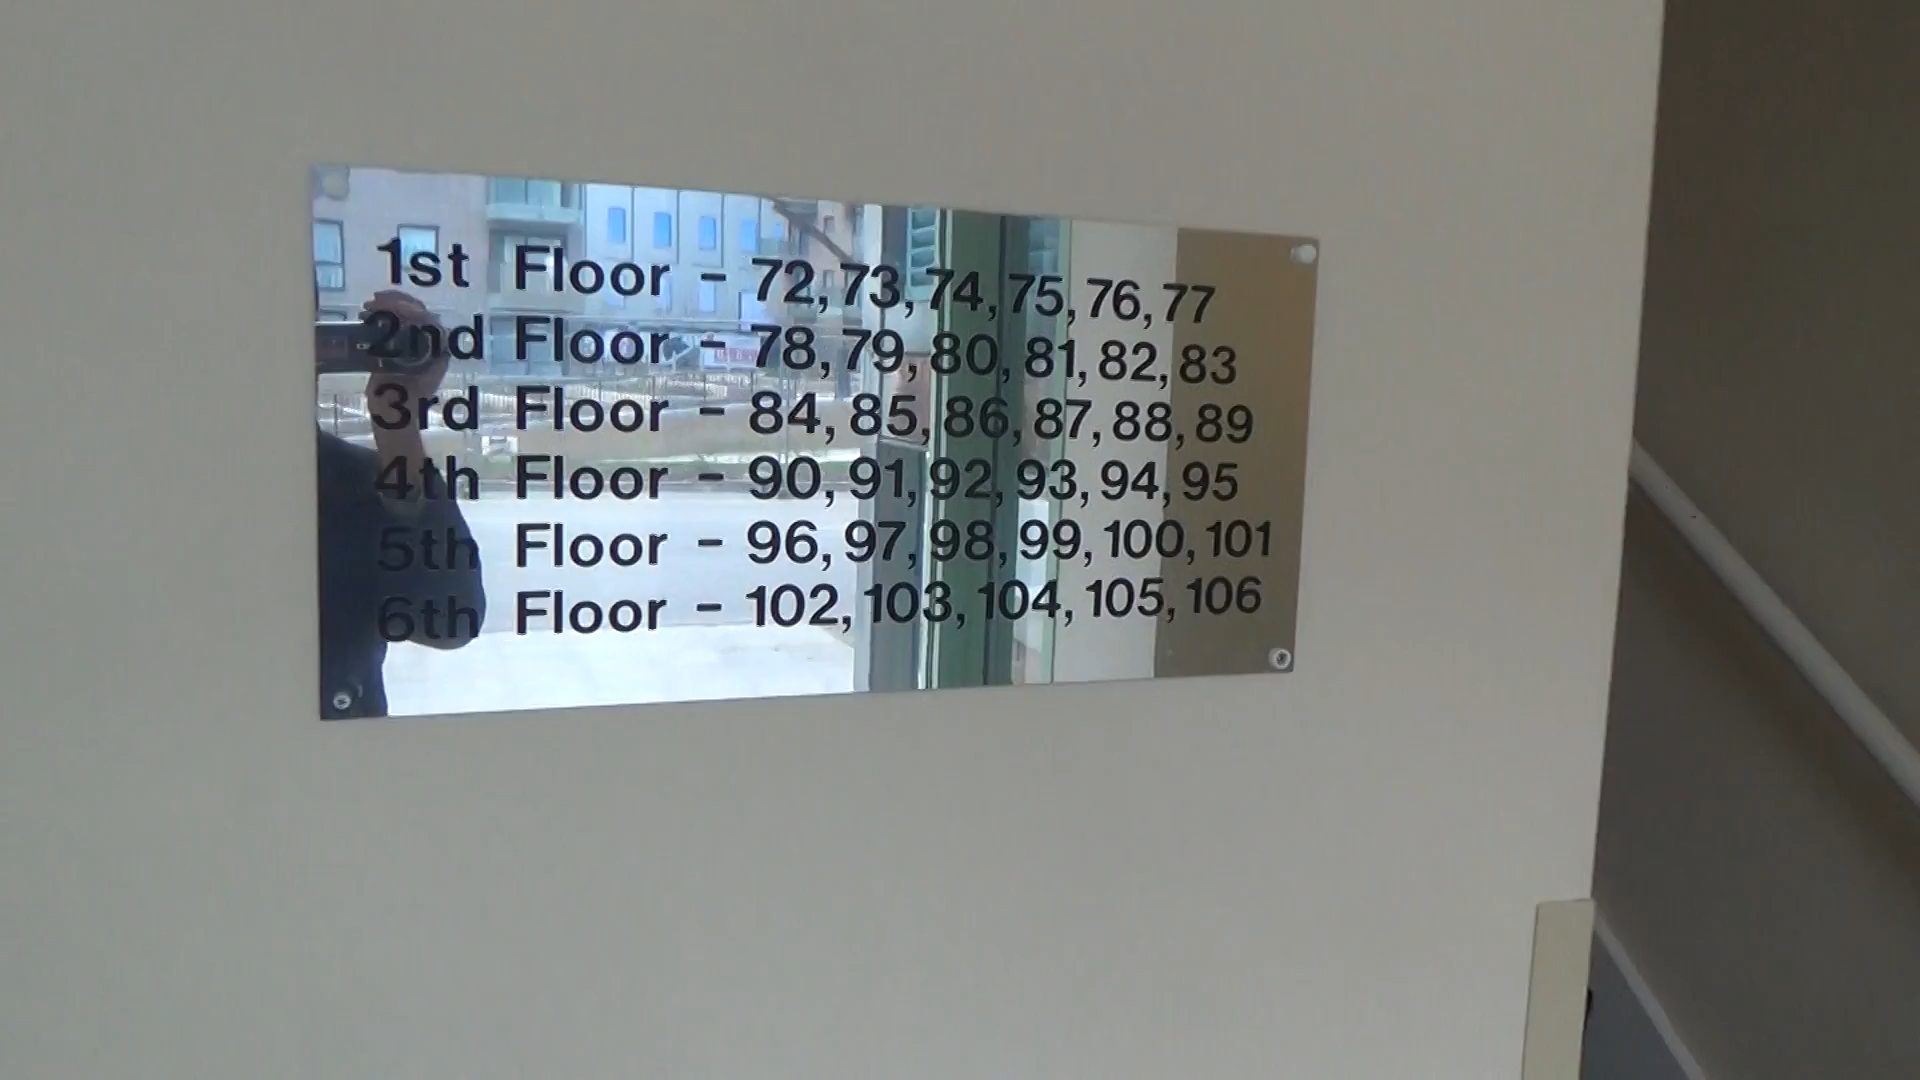 1st Floor - 72, 73, 74, 75, 76, 77
2nd Floor - 78, 79, 80, 81, 82, 83
3rd Floor - 84, 85, 86, 87, 88, 89
4th Floor - 90, 91, 92, 93, 94, 95
5th Floor - 96, 97, 98, 99, 100, 101
6th Floor - 102, 103, 104, 105, 106